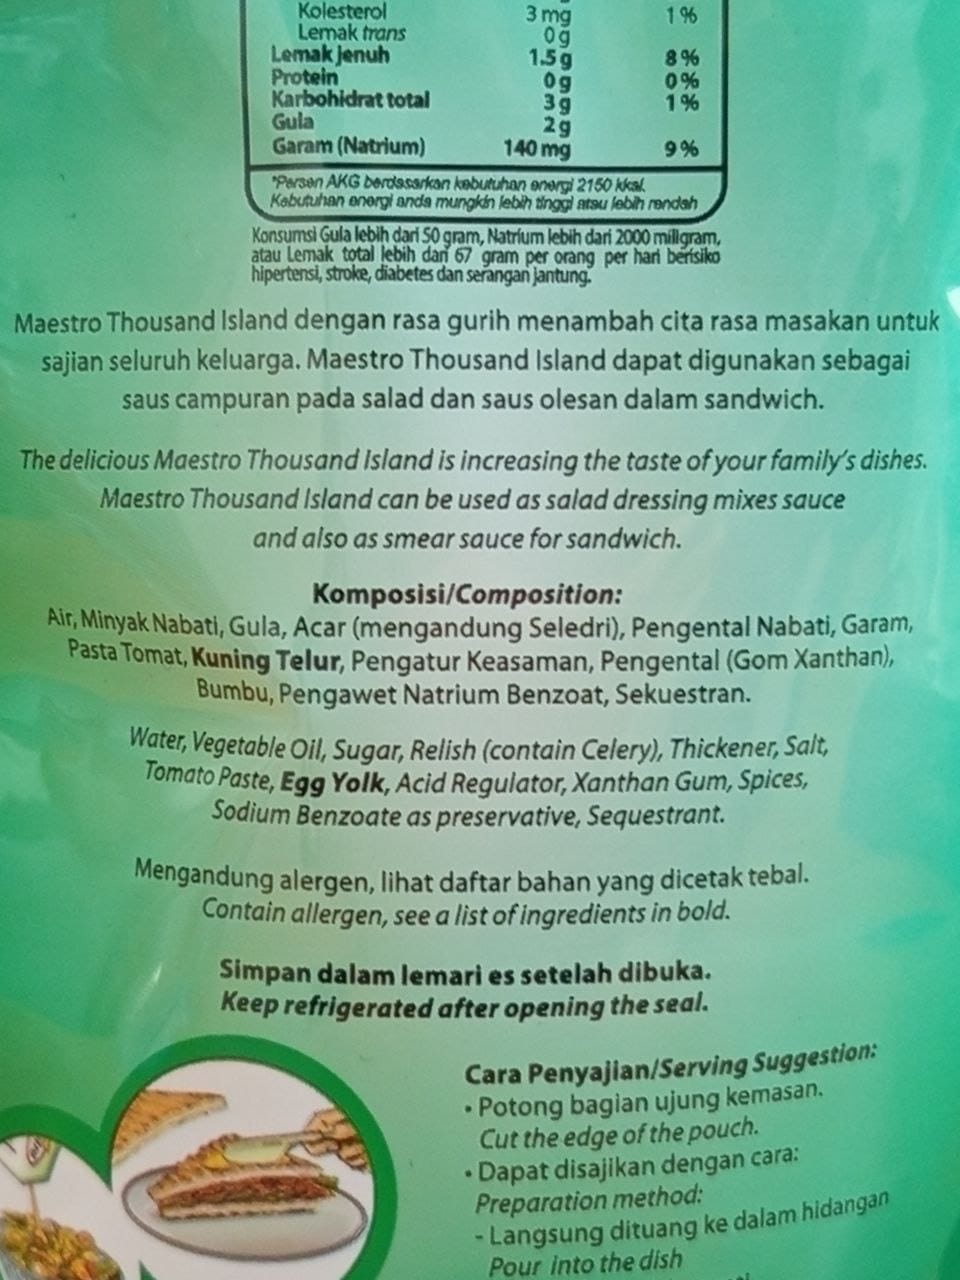 Kolesterol 3 mg 1 %
Lemak trans 0 g
Lemak jenuh 1.5 g 8 %
Protein 0 g 0 %
Karbohidrat total 3 g 1 %
Gula 2 g
Garam (Natrium) 140 mg 9 %
*Persen AKG berdasarkan kebutuhan energi 2150 kkal.
Kebutuhan energi anda mungkin lebih tinggi atau lebih rendah
Konsumsi Gula lebih dari 50 gram, Natrium lebih dari 2000 miligram,
atau Lemak total lebih dari 67 gram per orang per hari berisiko
hipertensi, stroke, diabetes dan serangan jantung.
Maestro Thousand Island dengan rasa gurih menambah cita rasa masakan untuk
sajian seluruh keluarga. Maestro Thousand Island dapat digunakan sebagai
saus campuran pada salad dan saus olesan dalam sandwich.
The delicious Maestro Thousand Island is increasing the taste of your family's dishes.
Maestro Thousand Island can be used as salad dressing mixes sauce
and also as smear sauce for sandwich.
Komposisi/Composition:
Air, Minyak Nabati, Gula, Acar (mengandung Seledri), Pengental Nabati, Garam,
Pasta Tomat, Kuning Telur, Pengatur Keasaman, Pengental (Gom Xanthan),
Bumbu, Pengawet Natrium Benzoat, Sekuestran.
Water, Vegetable Oil, Sugar, Relish (contain Celery), Thickener, Salt,
Tomato Paste, Egg Yolk, Acid Regulator, Xanthan Gum, Spices,
Sodium Benzoate as preservative, Sequestrant.
Mengandung alergen, lihat daftar bahan yang dicetak tebal.
Contain allergen, see a list of ingredients in bold.
Simpan dalam lemari es setelah dibuka.
Keep refrigerated after opening the seal.
Cara Penyajian/Serving Suggestion:
• Potong bagian ujung kemasan.
Cut the edge of the pouch.
• Dapat disajikan dengan cara:
Preparation method:
- Langsung dituang ke dalam hidangan
Pour into the dish